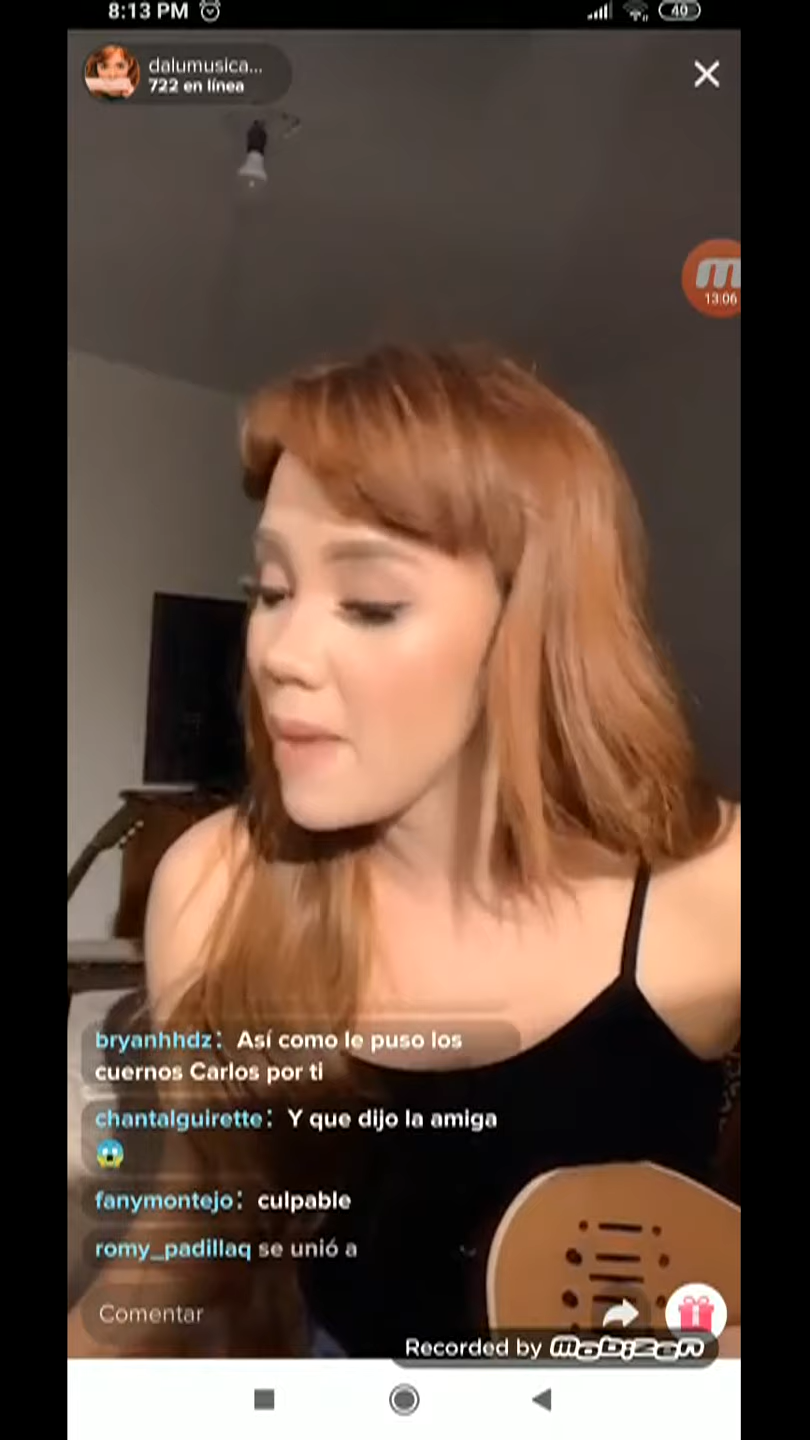 8:13 PM
40
dalumusica...
722 en línea
13:06
bryanhhdz: Así como le puso los
cuernos Carlos por ti
chantalguirette: Y que dijo la amiga
😱
fanymontejo: culpable
romy_padillaq se unió a
Comentar
Recorded by mobizen